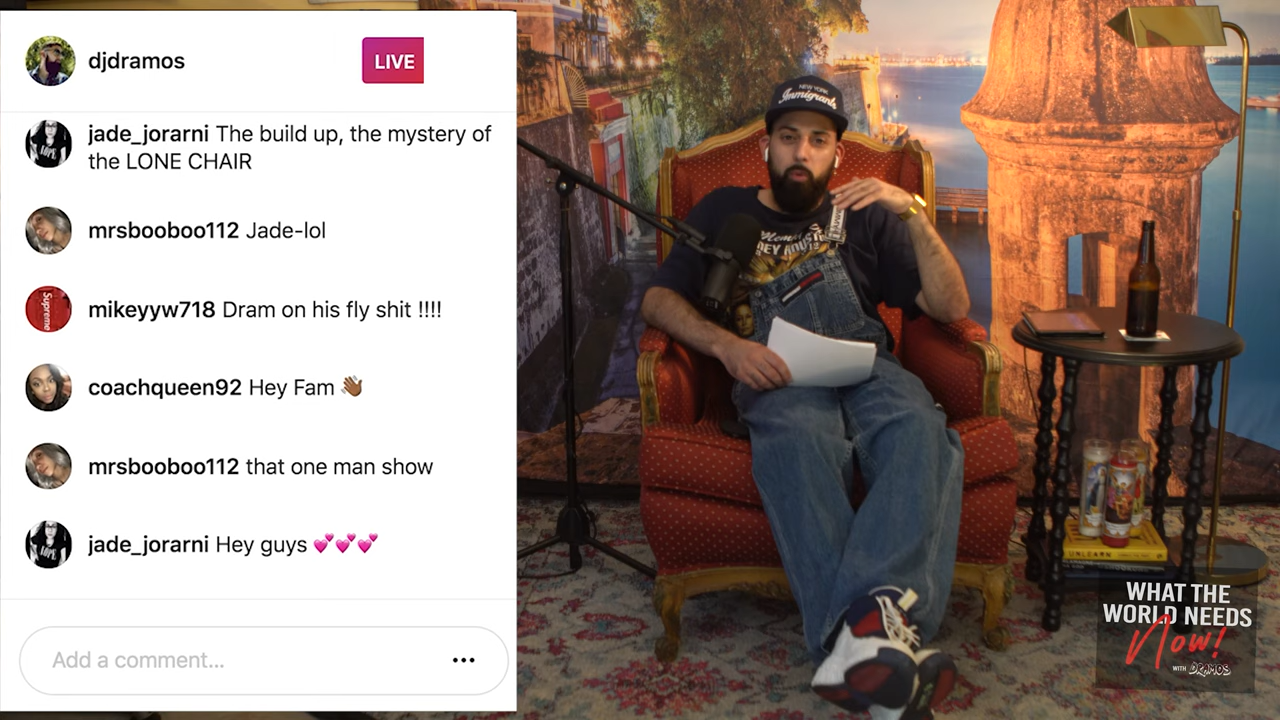 djdramos
LIVE
jade_jorarni The build up, the mystery of
the LONE CHAIR
mrsbooboo112 Jade-lol
mikeyyw718 Dram on his fly shit !!!!
coachqueen92 Hey Fam 👋🏾
mrsbooboo112 that one man show
jade_jorarni Hey guys 💕💕💕
Add a comment...
Supreme
NEW YORK
Immigrants
UNLEARN
WHAT THE
WORLD NEEDS
Now!
WITH DRAMOS